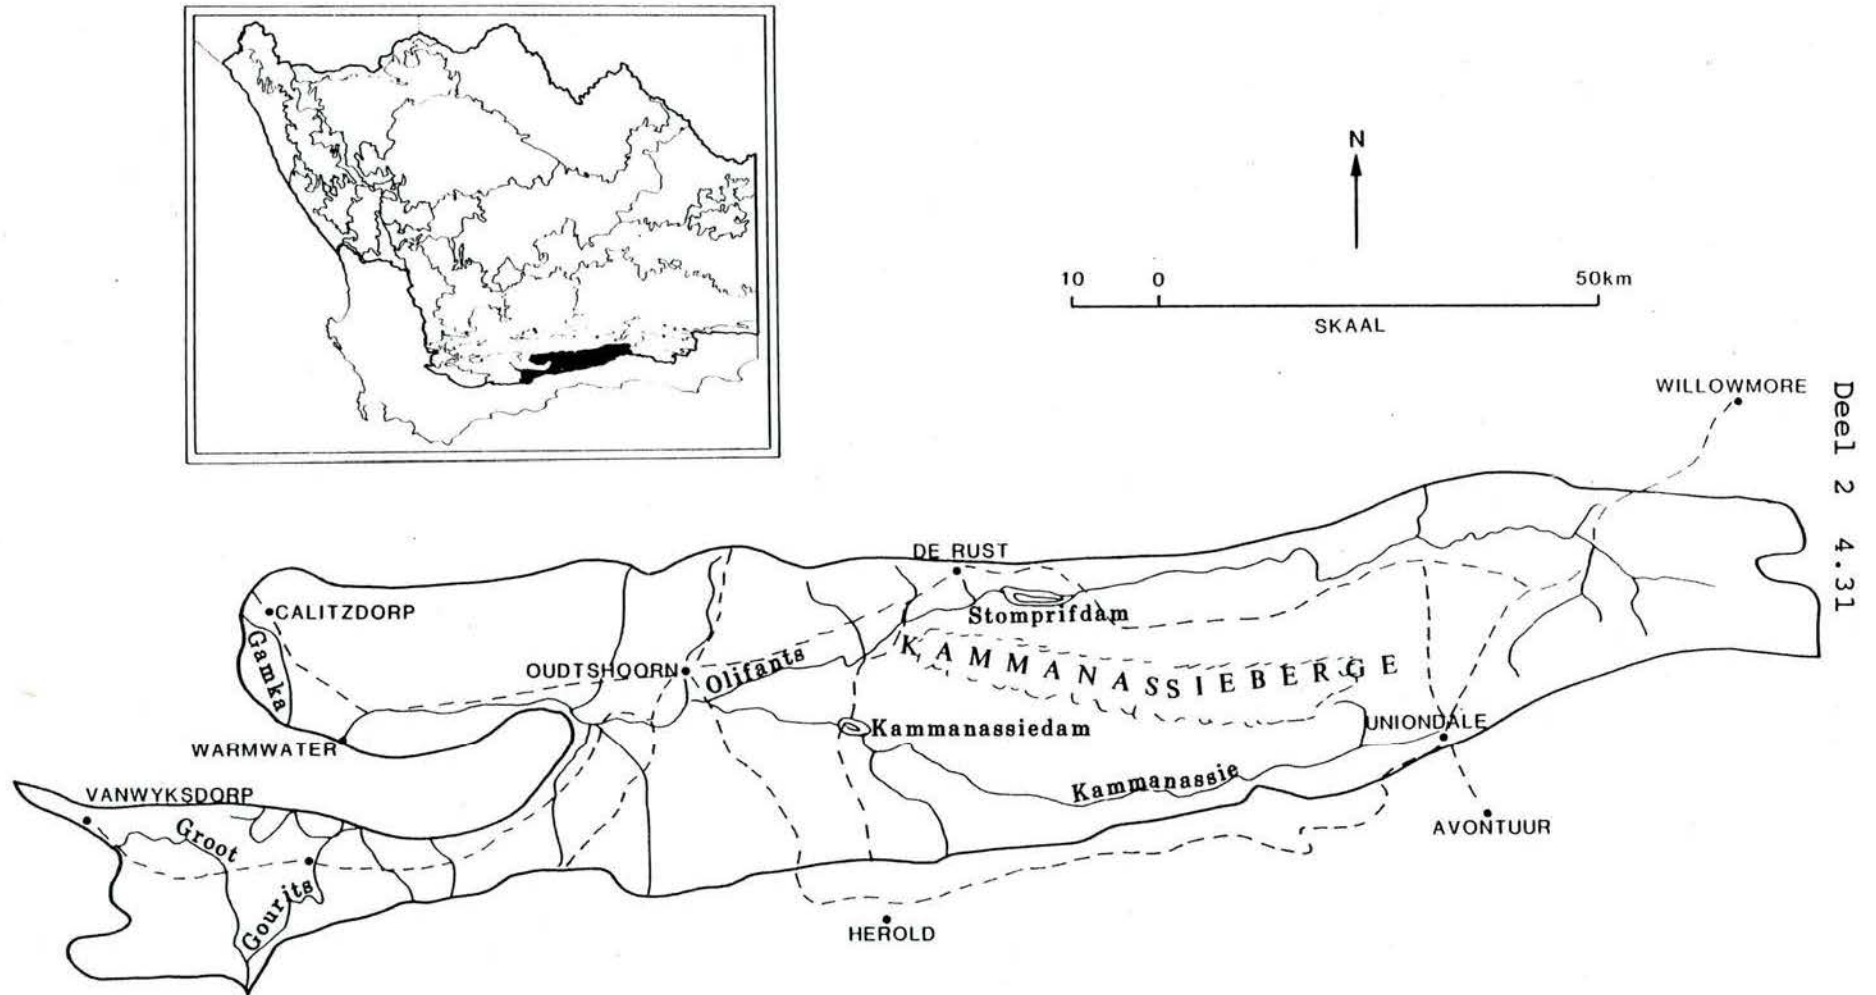 N
10 0 50km
SKAAL
WILLOWMORE
Deel 2 4.31
DE RUST
CALITZDORP
Stomprifdam
Gamka
KAMMANASSIEBERGE
OUDTSHOORN
Olifants
UNIONDALE
Kammanassiedam
WARMWATER
Kammanassie
VANWYKSDORP
Groot
AVONTUUR
Gourits
HEROLD